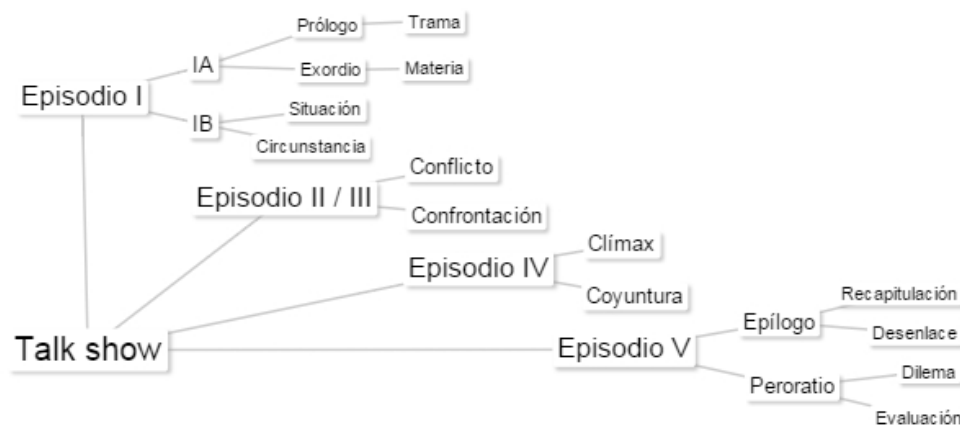 Prólogo
Trama
IA
Exordio
Materia
Episodio I
Situación
IB
Circunstancia
Conflicto
Episodio II / III
Confrontación
Clímax
Episodio IV
Coyuntura
Recapitulación
Epílogo
Desenlace
Talk show
Episodio V
Dilema
Peroratio
Evaluación